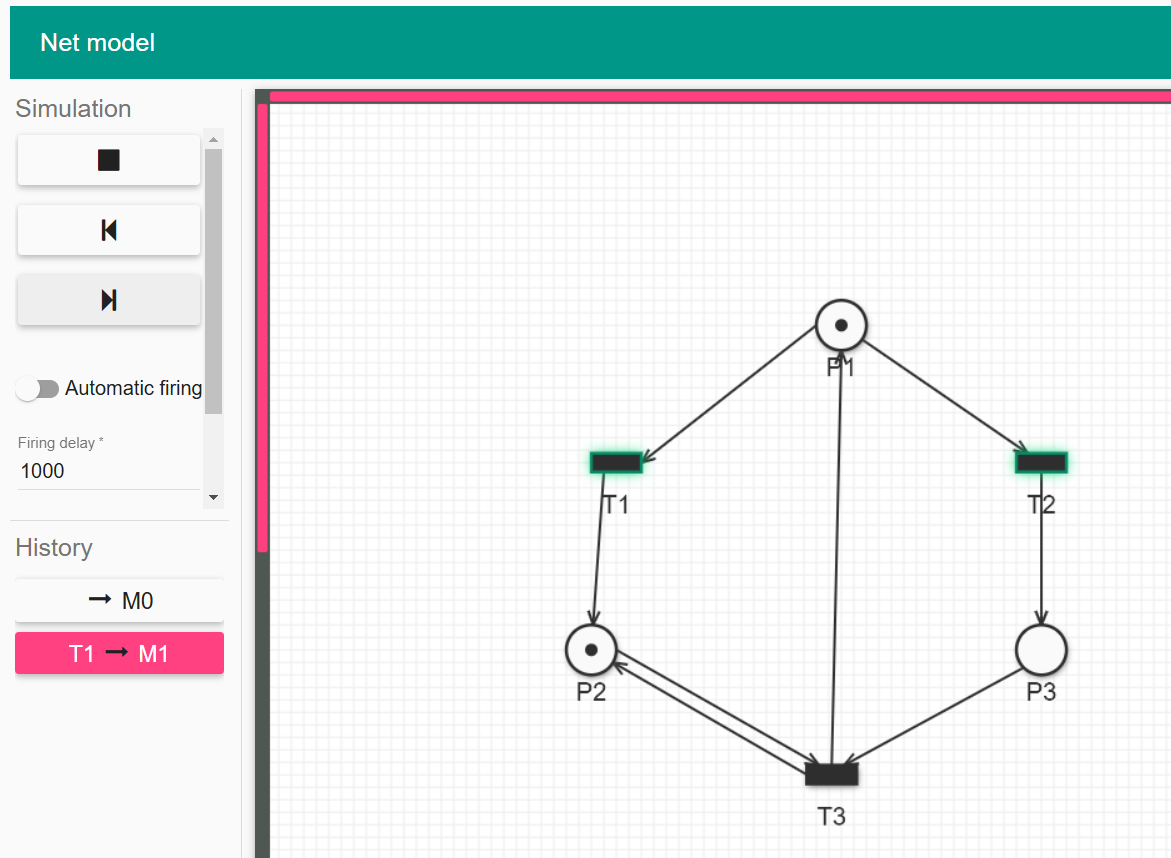 Net model
Simulation
Automatic firing
Firing delay *
1000
History
→ M0
T1 → M1
P1
T1
T2
P2
P3
T3